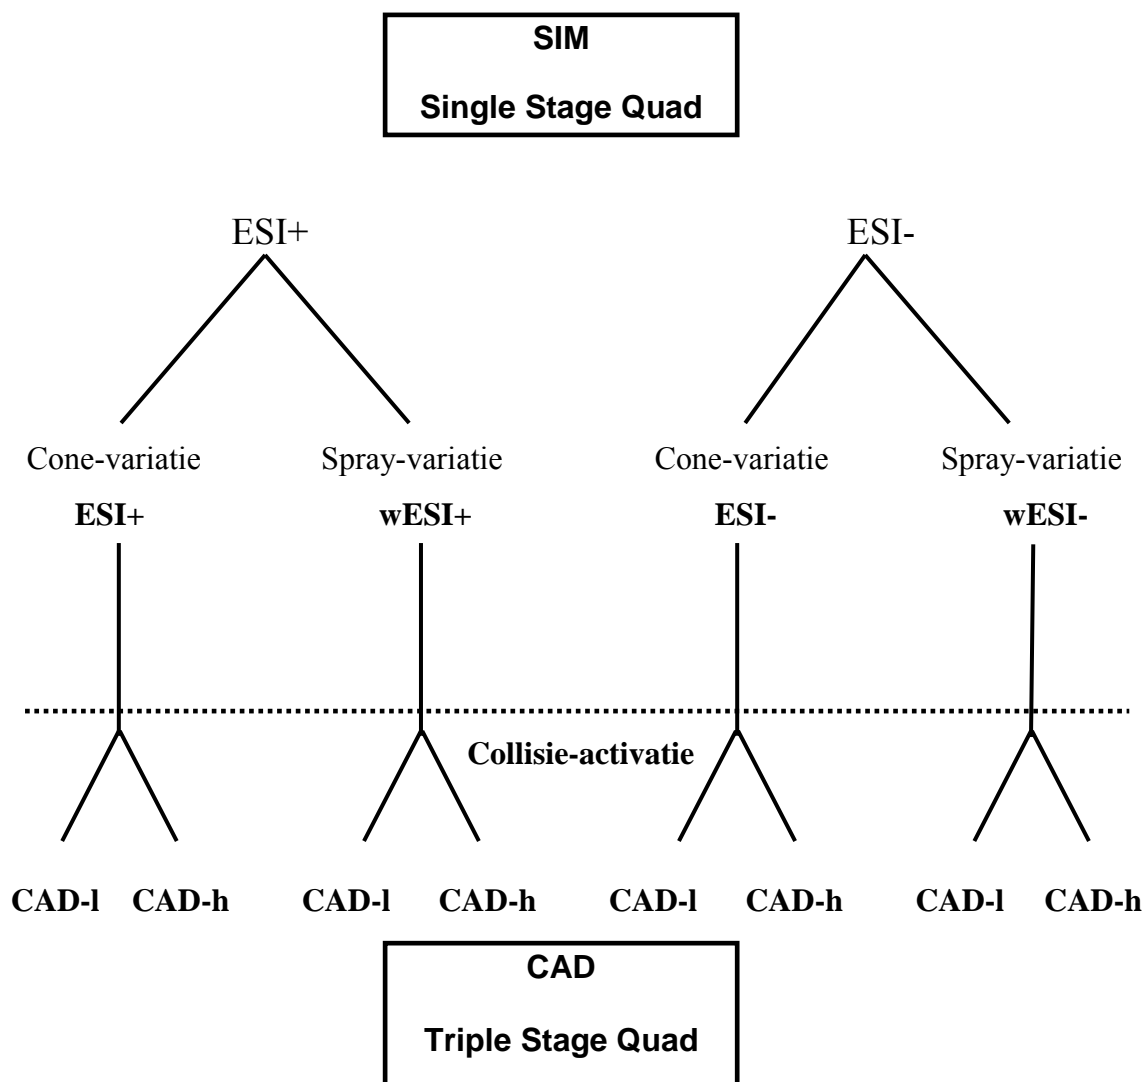 SIM
Single Stage Quad
ESI+ ESI-
Cone-variatie Spray-variatie Cone-variatie Spray-variatie
ESI+ wESI+ ESI- wESI-
Collisie-activatie
CAD-l CAD-h CAD-l CAD-h CAD-l CAD-h CAD-l CAD-h
CAD
Triple Stage Quad